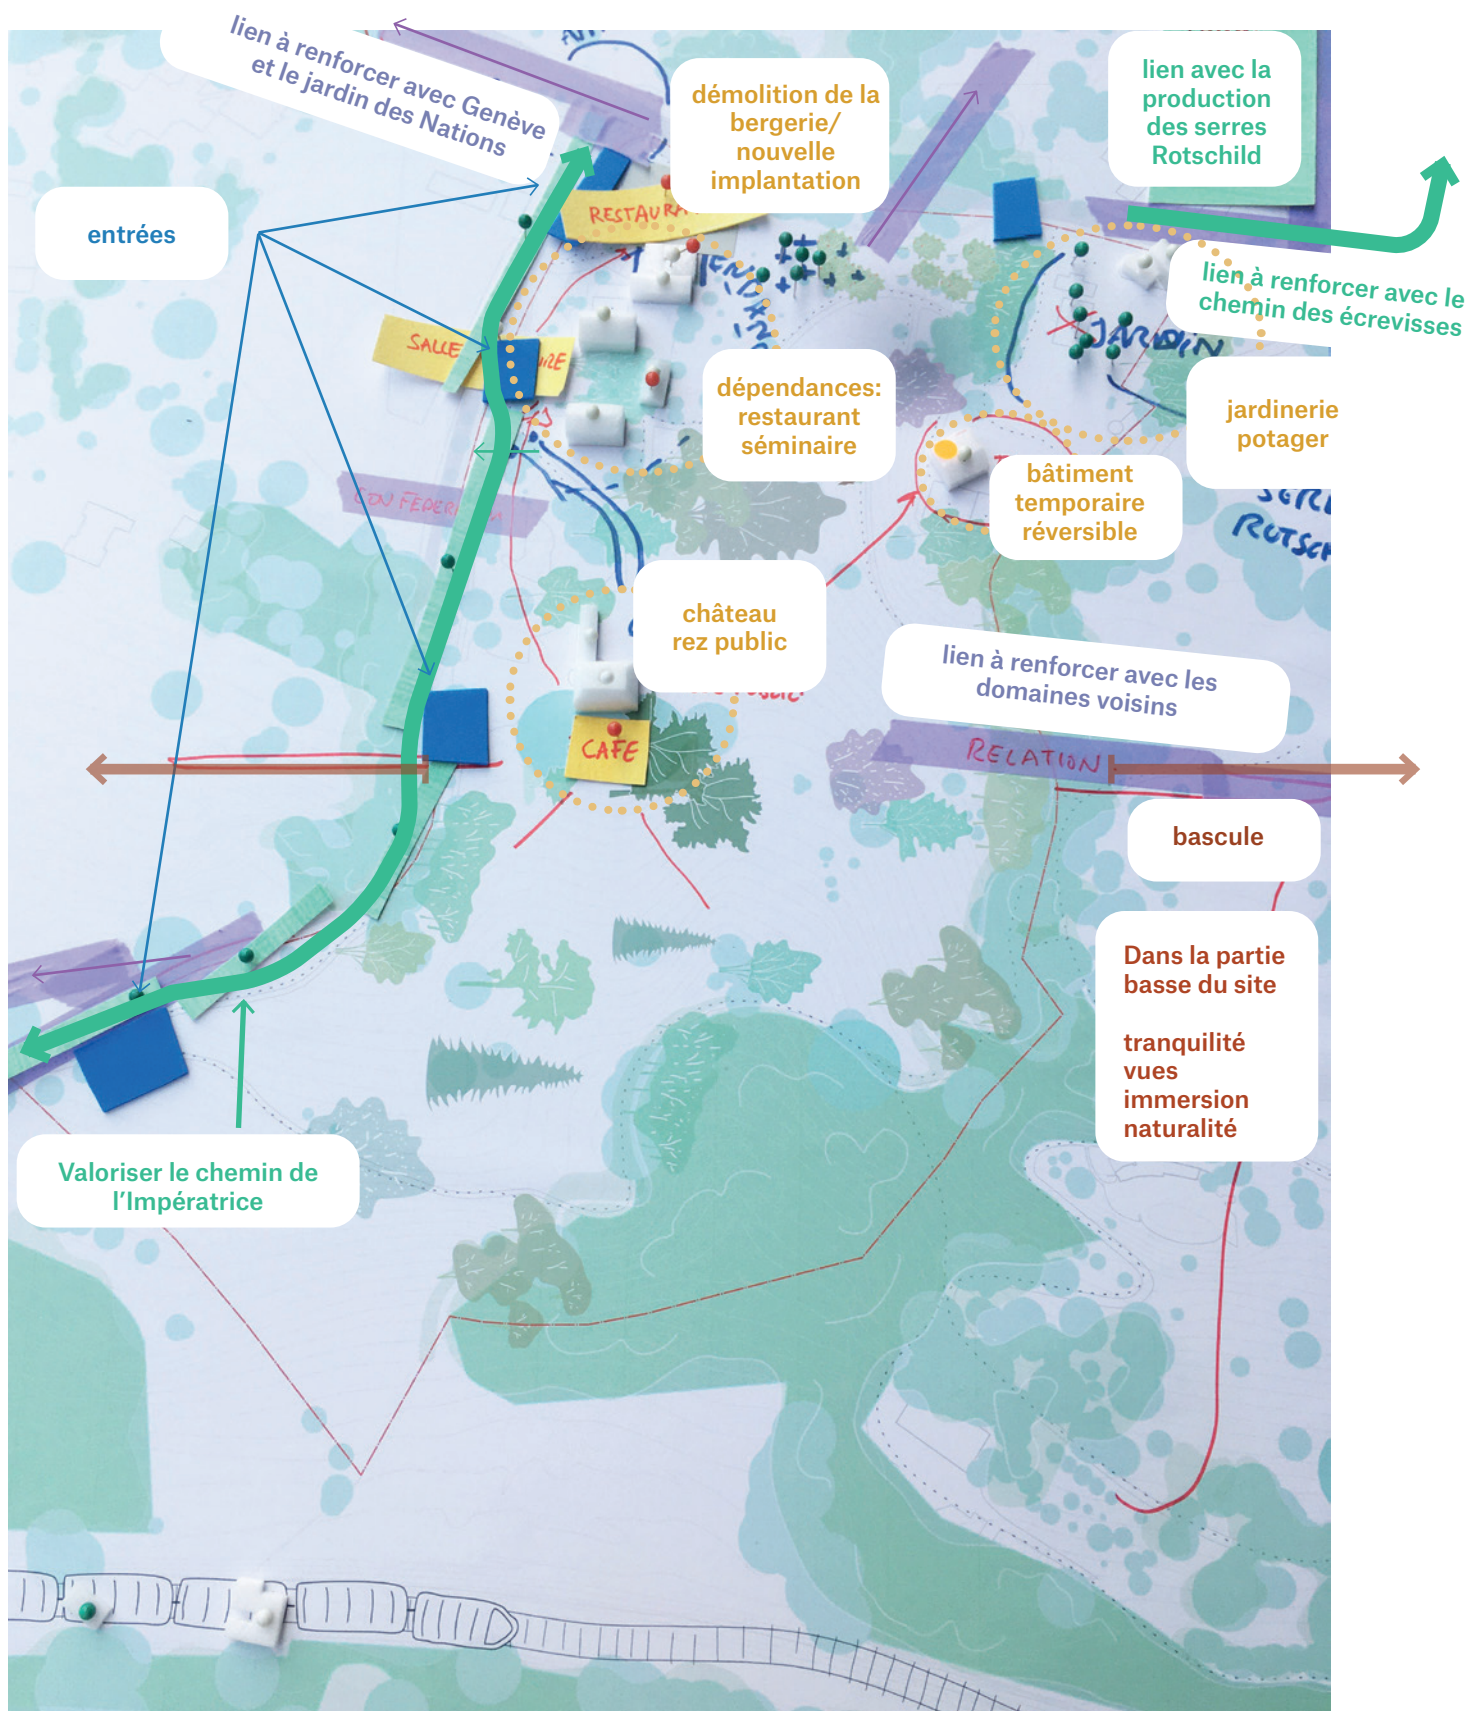 lien à renforcer avec Genève
et le jardin des Nations
démolition de la
bergerie/
nouvelle
implantation
lien avec la
production
des serres
Rotschild
entrées
RESTAURA
lien à renforcer avec le
chemin des écrevisses
JARDIN
SALLE
dépendances:
restaurant
séminaire
jardinerie
potager
bâtiment
temporaire
réversible
ROTSCH
château
rez public
lien à renforcer avec les
domaines voisins
CAFE
RELATION
bascule
Dans la partie
basse du site
tranquilité
vues
immersion
naturalité
Valoriser le chemin de
l'Impératrice